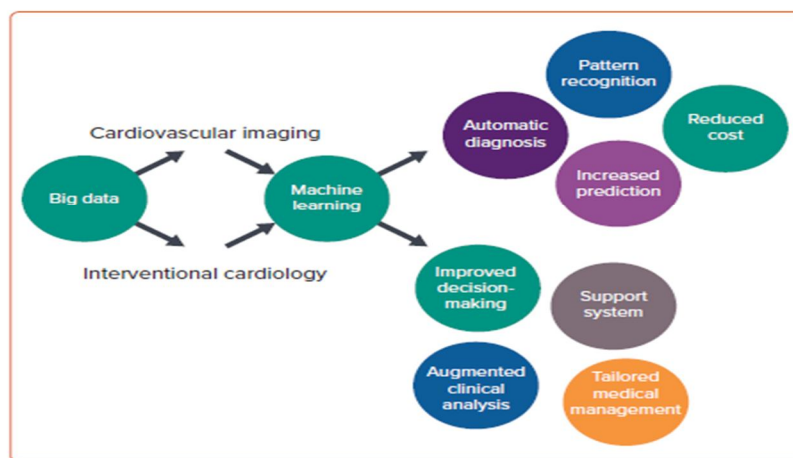 Cardiovascular imaging
Big data
Machine
learning
Interventional cardiology
Pattern
recognition
Automatic
diagnosis
Reduced
cost
Increased
prediction
Improved
decision-
making
Support
system
Augmented
clinical
analysis
Tailored
medical
management